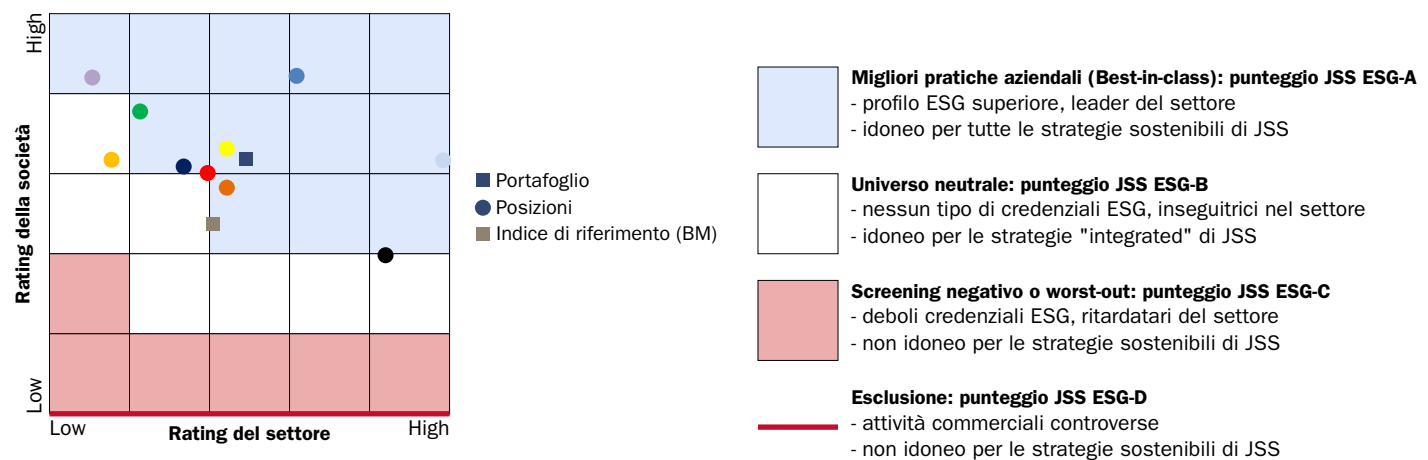 High
Rating della società
Low
Low
Rating del settore
High
Portafoglio
Posizioni
Indice di riferimento (BM)
Migliori pratiche aziendali (Best-in-class): punteggio JSS ESG-A
- profilo ESG superiore, leader del settore
- idoneo per tutte le strategie sostenibili di JSS
Universo neutrale: punteggio JSS ESG-B
- nessun tipo di credenziali ESG, inseguitrici nel settore
- idoneo per le strategie "integrated" di JSS
Screening negativo o worst-out: punteggio JSS ESG-C
- deboli credenziali ESG, ritardatari del settore
- non idoneo per le strategie sostenibili di JSS
Esclusione: punteggio JSS ESG-D
- attività commerciali controverse
- non idoneo per le strategie sostenibili di JSS